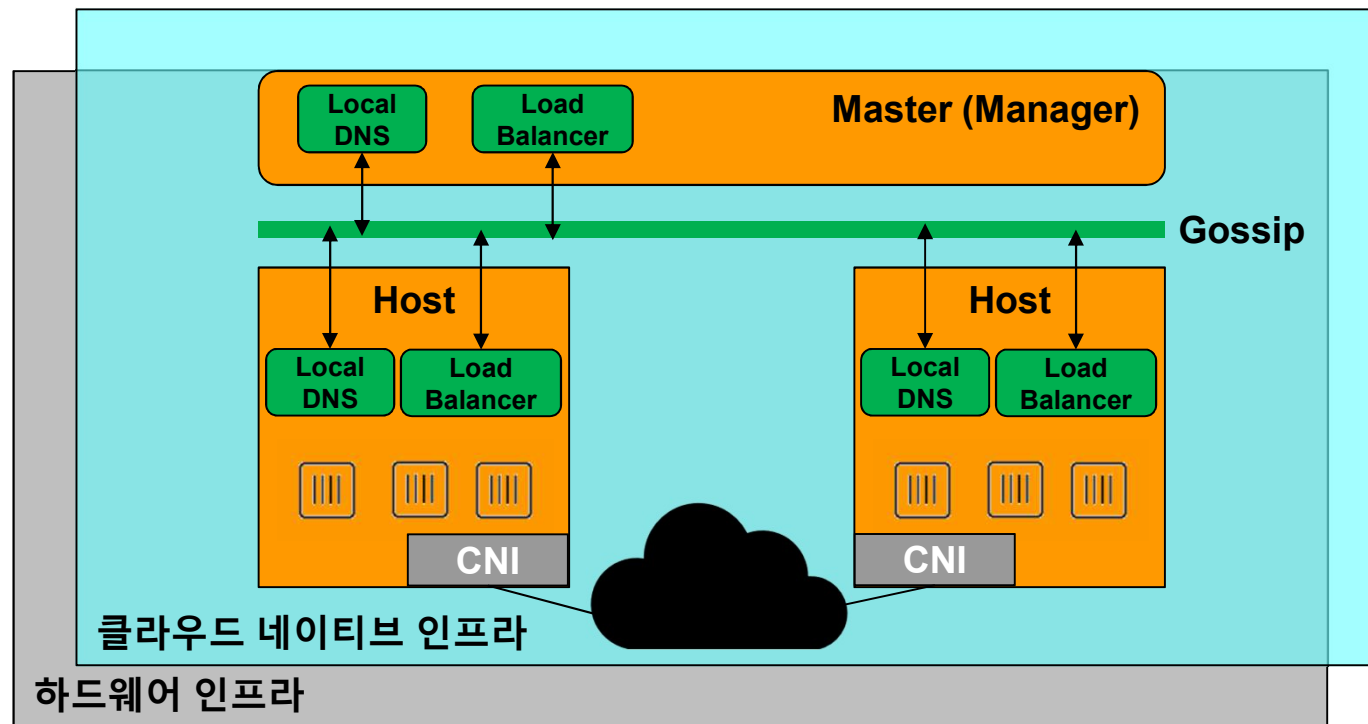 Local
DNS
Load
Balancer
Master (Manager)
Gossip
Host
Local
DNS
Load
Balancer
CNI
Host
Local
DNS
Load
Balancer
CNI
클라우드 네이티브 인프라
하드웨어 인프라